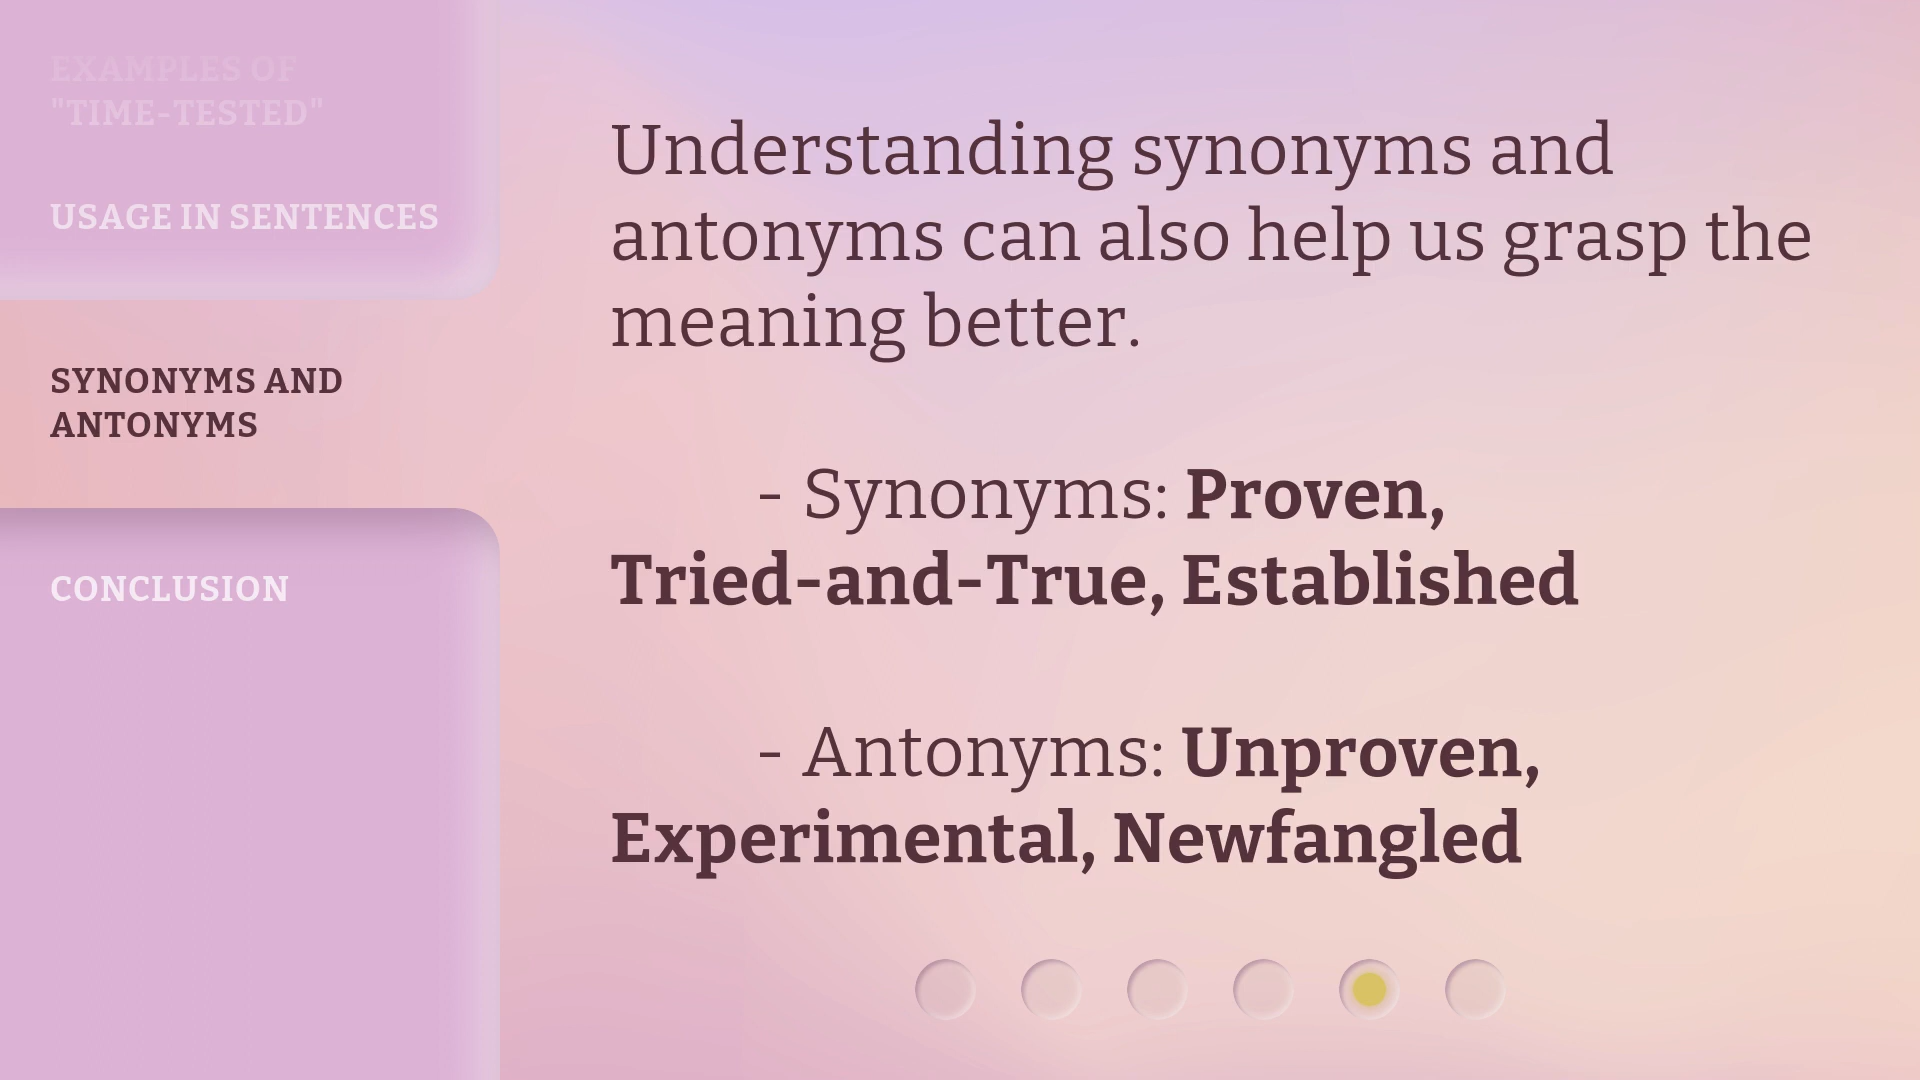 EXAMPLES OF
"TIME-TESTED"
USAGE IN SENTENCES
SYNONYMS AND
ANTONYMS
CONCLUSION
Understanding synonyms and
antonyms can also help us grasp the
meaning better.
- Synonyms: Proven,
Tried-and-True, Established
- Antonyms: Unproven,
Experimental, Newfangled